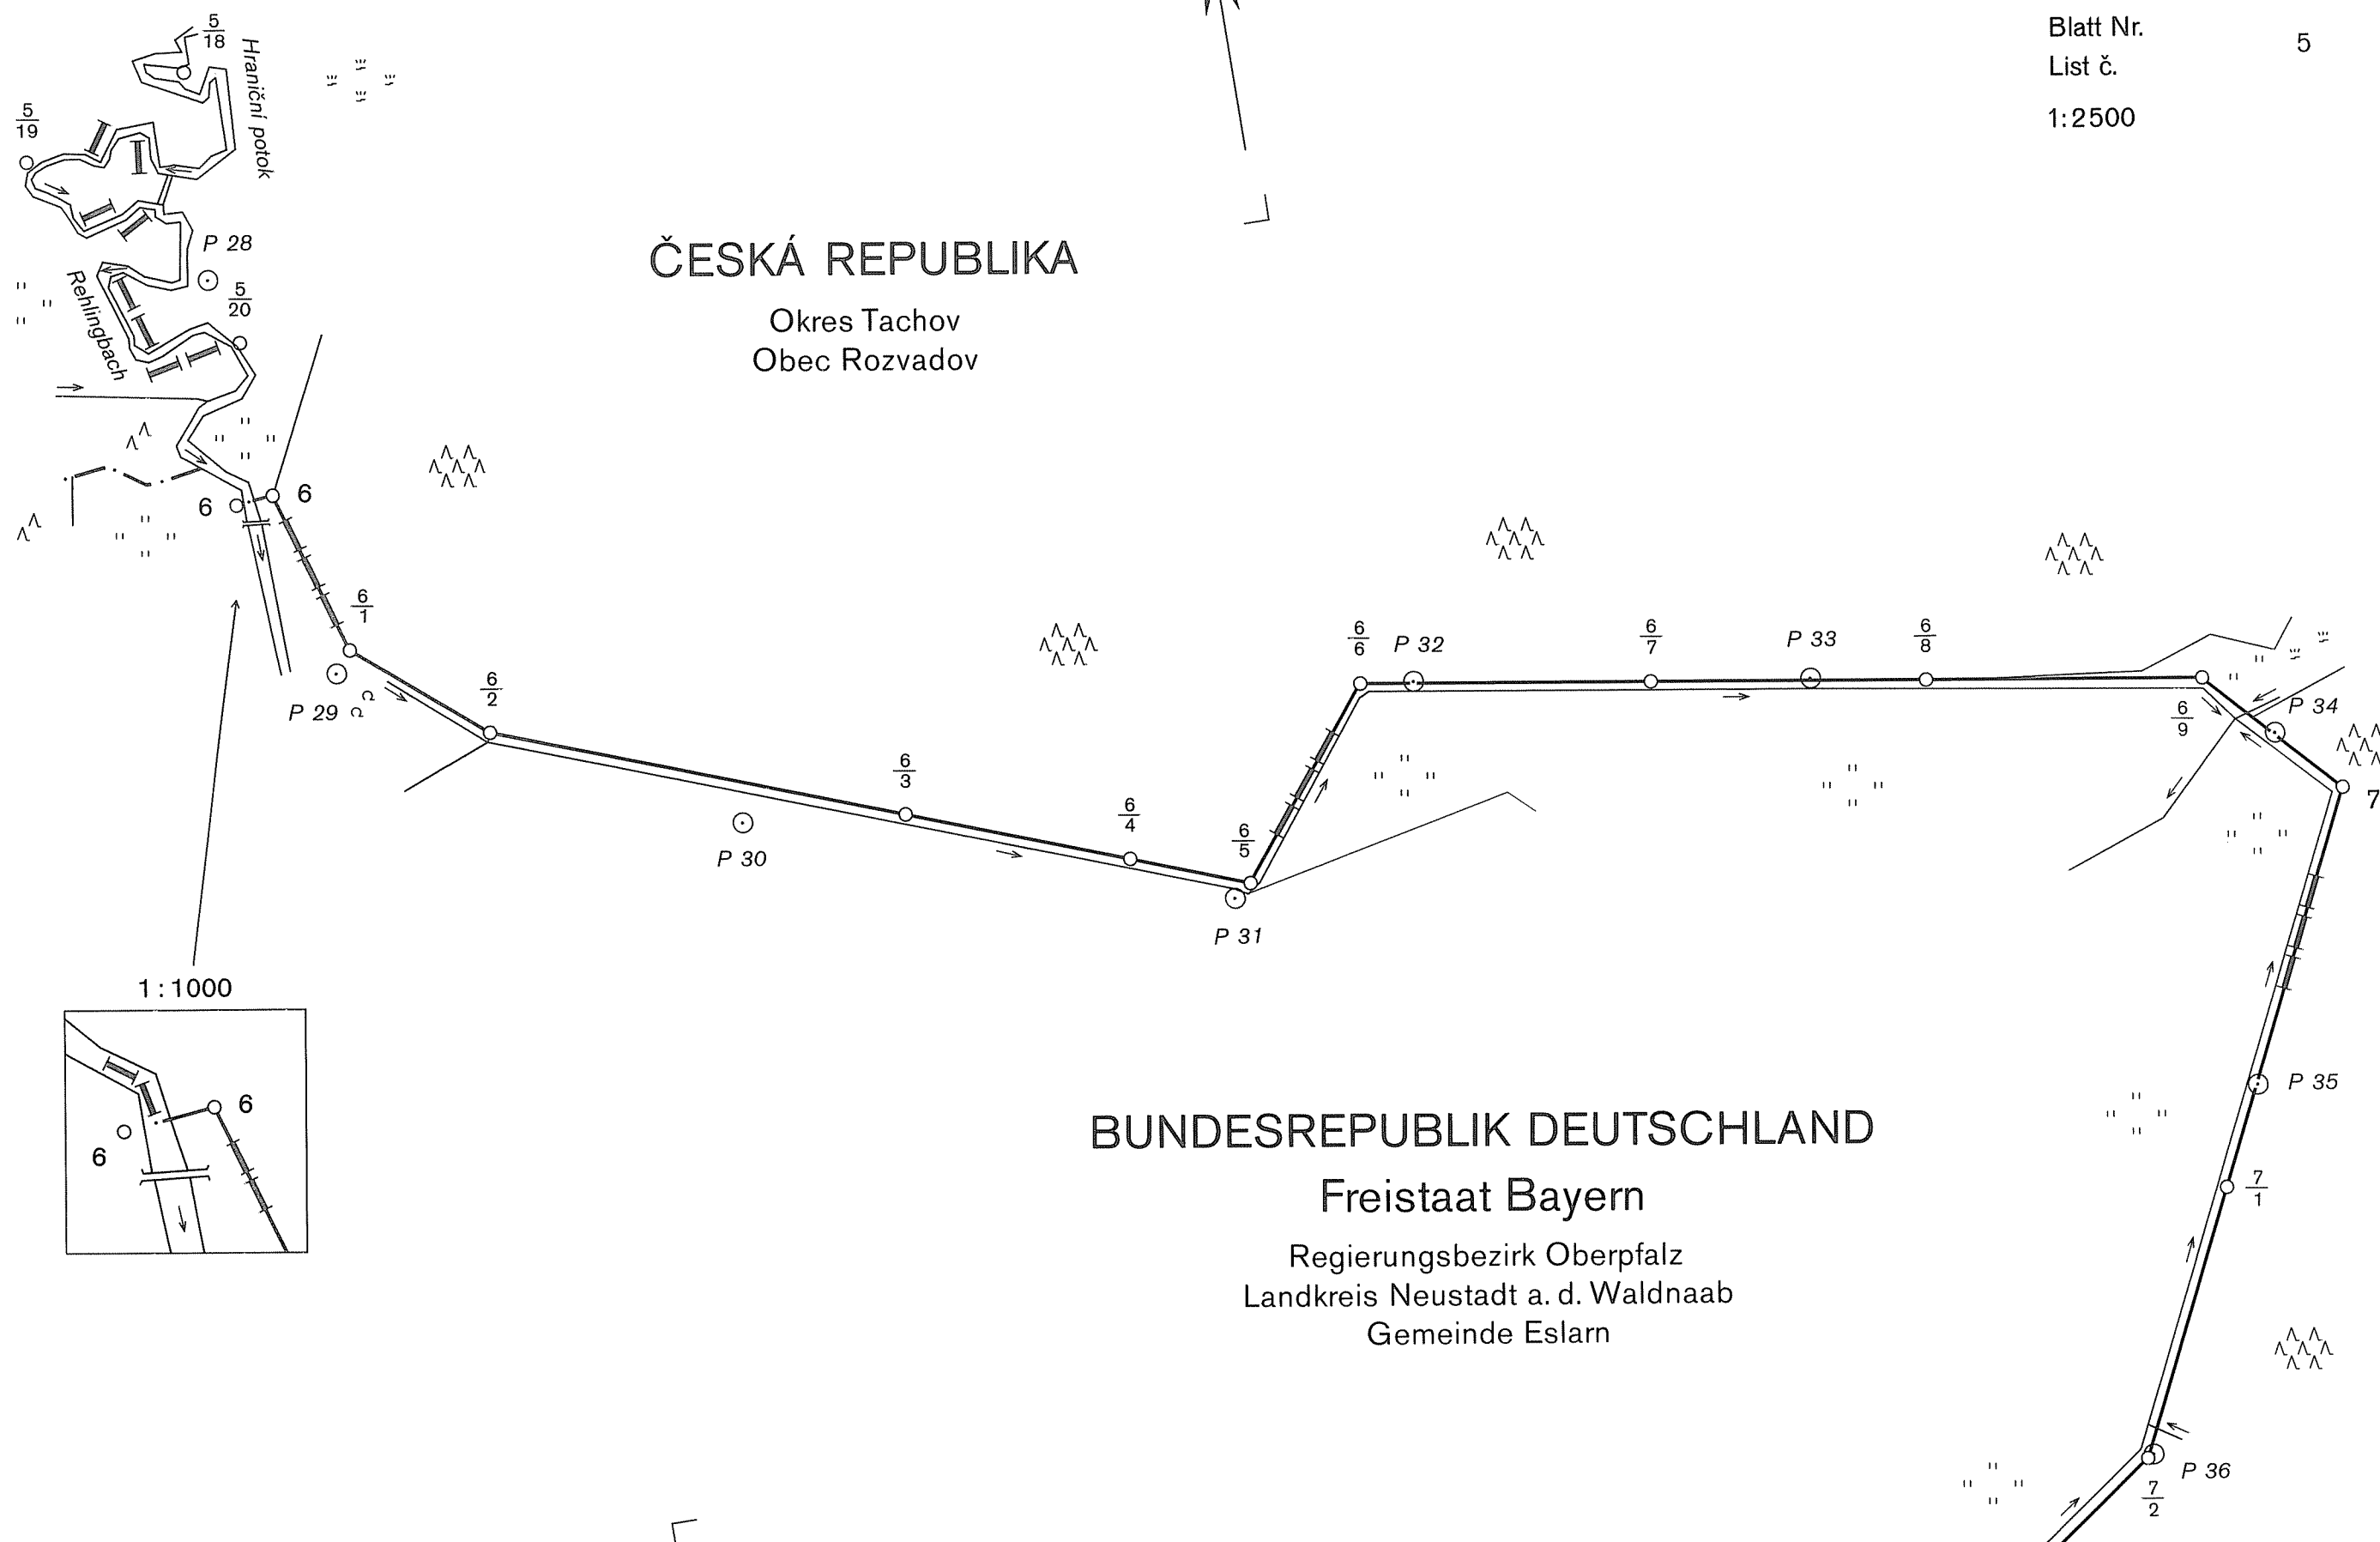 Blatt Nr. 5
List č.
1:2500
5
18
Hraniční potok
5
19
P 28
5
20
Rehlingbach
ČESKÁ REPUBLIKA
Okres Tachov
Obec Rozvadov
6
6
6
1
P 29
6
2
6
3
P 30
6
4
6
5
P 31
6
6
P 32
6
7
P 33
6
8
6
9
P 34
7
1:1000
6
6
BUNDESREPUBLIK DEUTSCHLAND
Freistaat Bayern
Regierungsbezirk Oberpfalz
Landkreis Neustadt a. d. Waldnaab
Gemeinde Eslarn
P 35
7
1
P 36
7
2